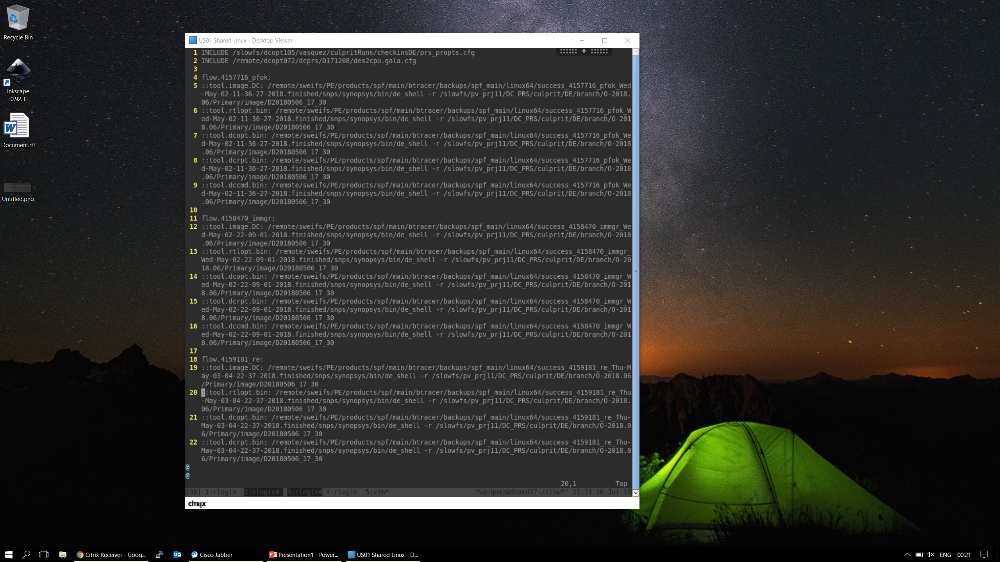 Recycle Bin
Inkscape
0.92.3
Document.rtf
Untitled.png
US01 Shared Linux - Desktop Viewer
1 INCLUDE /slowfs/dcopt105/vasquez/culpritRuns/checkinsDE/prs_propts.cfg
2 INCLUDE /remote/dcopt072/dcprs/D171208/des2cpu.gala.cfg
3
4 flow.4157716_pfok:
5 ::tool.image.DC: /remote/sweifs/PE/products/spf/main/btracer/backups/spf_main/linux64/success_4157716_pfok_Wed
-May-02-11-36-27-2018.finished/snps/synopsys/bin/de_shell -r /slowfs/pv_prj11/DC_PRS/culprit/DE/branch/O-2018.
06/Primary/image/D20180506_17_30
6 ::tool.rtlopt.bin: /remote/sweifs/PE/products/spf/main/btracer/backups/spf_main/linux64/success_4157716_pfok_W
ed-May-02-11-36-27-2018.finished/snps/synopsys/bin/de_shell -r /slowfs/pv_prj11/DC_PRS/culprit/DE/branch/O-201
8.06/Primary/image/D20180506_17_30
7 ::tool.dcopt.bin: /remote/sweifs/PE/products/spf/main/btracer/backups/spf_main/linux64/success_4157716_pfok_We
d-May-02-11-36-27-2018.finished/snps/synopsys/bin/de_shell -r /slowfs/pv_prj11/DC_PRS/culprit/DE/branch/O-2018
.06/Primary/image/D20180506_17_30
8 ::tool.dcrpt.bin: /remote/sweifs/PE/products/spf/main/btracer/backups/spf_main/linux64/success_4157716_pfok_We
d-May-02-11-36-27-2018.finished/snps/synopsys/bin/de_shell -r /slowfs/pv_prj11/DC_PRS/culprit/DE/branch/O-2018
.06/Primary/image/D20180506_17_30
9 ::tool.dccmd.bin: /remote/sweifs/PE/products/spf/main/btracer/backups/spf_main/linux64/success_4157716_pfok_We
d-May-02-11-36-27-2018.finished/snps/synopsys/bin/de_shell -r /slowfs/pv_prj11/DC_PRS/culprit/DE/branch/O-2018
.06/Primary/image/D20180506_17_30
10
11 flow.4158470_immgr:
12 ::tool.image.DC: /remote/sweifs/PE/products/spf/main/btracer/backups/spf_main/linux64/success_4158470_immgr_We
d-May-02-22-09-01-2018.finished/snps/synopsys/bin/de_shell -r /slowfs/pv_prj11/DC_PRS/culprit/DE/branch/O-2018
.06/Primary/image/D20180506_17_30
13 ::tool.rtlopt.bin: /remote/sweifs/PE/products/spf/main/btracer/backups/spf_main/linux64/success_4158470_immgr_
Wed-May-02-22-09-01-2018.finished/snps/synopsys/bin/de_shell -r /slowfs/pv_prj11/DC_PRS/culprit/DE/branch/O-20
18.06/Primary/image/D20180506_17_30
14 ::tool.dcopt.bin: /remote/sweifs/PE/products/spf/main/btracer/backups/spf_main/linux64/success_4158470_immgr_W
ed-May-02-22-09-01-2018.finished/snps/synopsys/bin/de_shell -r /slowfs/pv_prj11/DC_PRS/culprit/DE/branch/O-201
8.06/Primary/image/D20180506_17_30
15 ::tool.dcrpt.bin: /remote/sweifs/PE/products/spf/main/btracer/backups/spf_main/linux64/success_4158470_immgr_W
ed-May-02-22-09-01-2018.finished/snps/synopsys/bin/de_shell -r /slowfs/pv_prj11/DC_PRS/culprit/DE/branch/O-201
8.06/Primary/image/D20180506_17_30
16 ::tool.dccmd.bin: /remote/sweifs/PE/products/spf/main/btracer/backups/spf_main/linux64/success_4158470_immgr_W
ed-May-02-22-09-01-2018.finished/snps/synopsys/bin/de_shell -r /slowfs/pv_prj11/DC_PRS/culprit/DE/branch/O-201
8.06/Primary/image/D20180506_17_30
17
18 flow.4159181_re:
19 ::tool.image.DC: /remote/sweifs/PE/products/spf/main/btracer/backups/spf_main/linux64/success_4159181_re_Thu-M
ay-03-04-22-37-2018.finished/snps/synopsys/bin/de_shell -r /slowfs/pv_prj11/DC_PRS/culprit/DE/branch/O-2018.06
/Primary/image/D20180506_17_30
20 ::tool.rtlopt.bin: /remote/sweifs/PE/products/spf/main/btracer/backups/spf_main/linux64/success_4159181_re_Thu
-May-03-04-22-37-2018.finished/snps/synopsys/bin/de_shell -r /slowfs/pv_prj11/DC_PRS/culprit/DE/branch/O-2018.
06/Primary/image/D20180506_17_30
21 ::tool.dcopt.bin: /remote/sweifs/PE/products/spf/main/btracer/backups/spf_main/linux64/success_4159181_re_Thu-
May-03-04-22-37-2018.finished/snps/synopsys/bin/de_shell -r /slowfs/pv_prj11/DC_PRS/culprit/DE/branch/O-2018.0
6/Primary/image/D20180506_17_30
22 ::tool.dcrpt.bin: /remote/sweifs/PE/products/spf/main/btracer/backups/spf_main/linux64/success_4159181_re_Thu-
May-03-04-22-37-2018.finished/snps/synopsys/bin/de_shell -r /slowfs/pv_prj11/DC_PRS/culprit/DE/branch/O-2018.0
6/Primary/image/D20180506_17_30
@
@
20,1 Top
[38] 1:rlogin 2:rlogin#- 3:rlogin# 4:rlogin 5:vim* "vasquez@dcamd57:/slowf" 21:21 10-Jul-18
CITRIX
Citrix Receiver - Goog...
Cisco Jabber
Presentation1 - Power...
US01 Shared Linux - D...
ENG
00:21